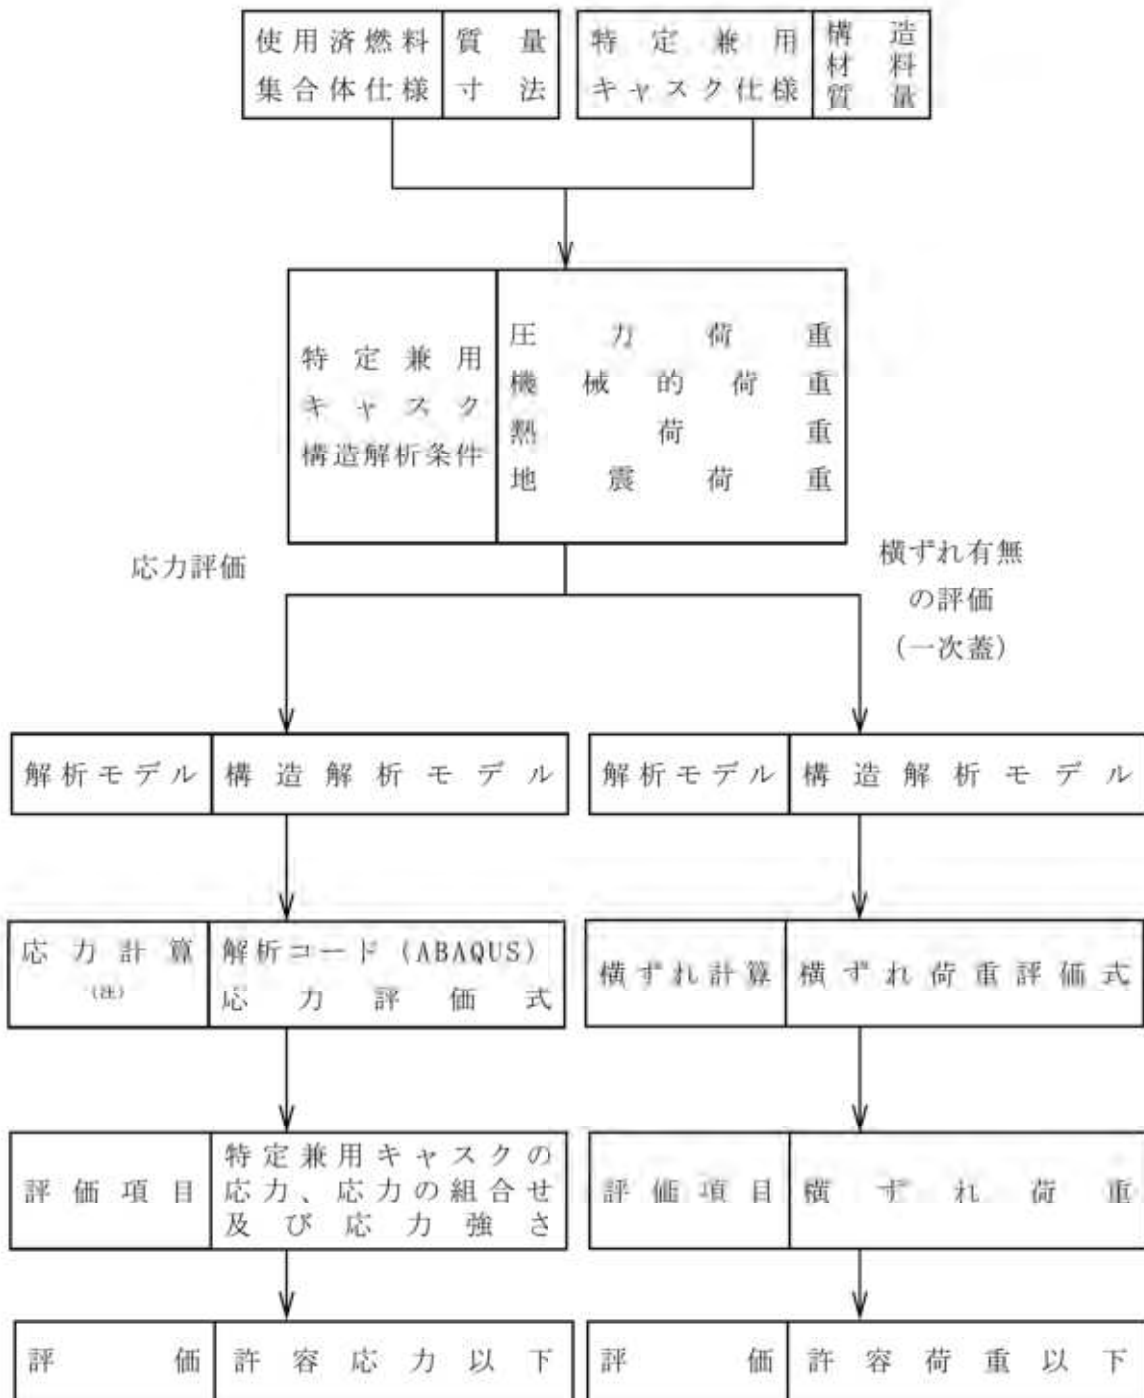 使用済燃料
集合体仕様
質量
寸法
特定兼用
キャスク仕様
構造
材料
質量
特定兼用
キャスク
構造解析条件
圧力荷重
機械的荷重
熱荷重
地震荷重
応力評価
横ずれ有無
の評価
(一次蓋)
解析モデル
構造解析モデル
解析モデル
構造解析モデル
応力計算
(注)
解析コード(ABAQUS)
応力評価式
横ずれ計算
横ずれ荷重評価式
評価項目
特定兼用キャスクの
応力、応力の組合せ
及び応力強さ
評価項目
横ずれ荷重
評価
許容応力以下
評価
許容荷重以下